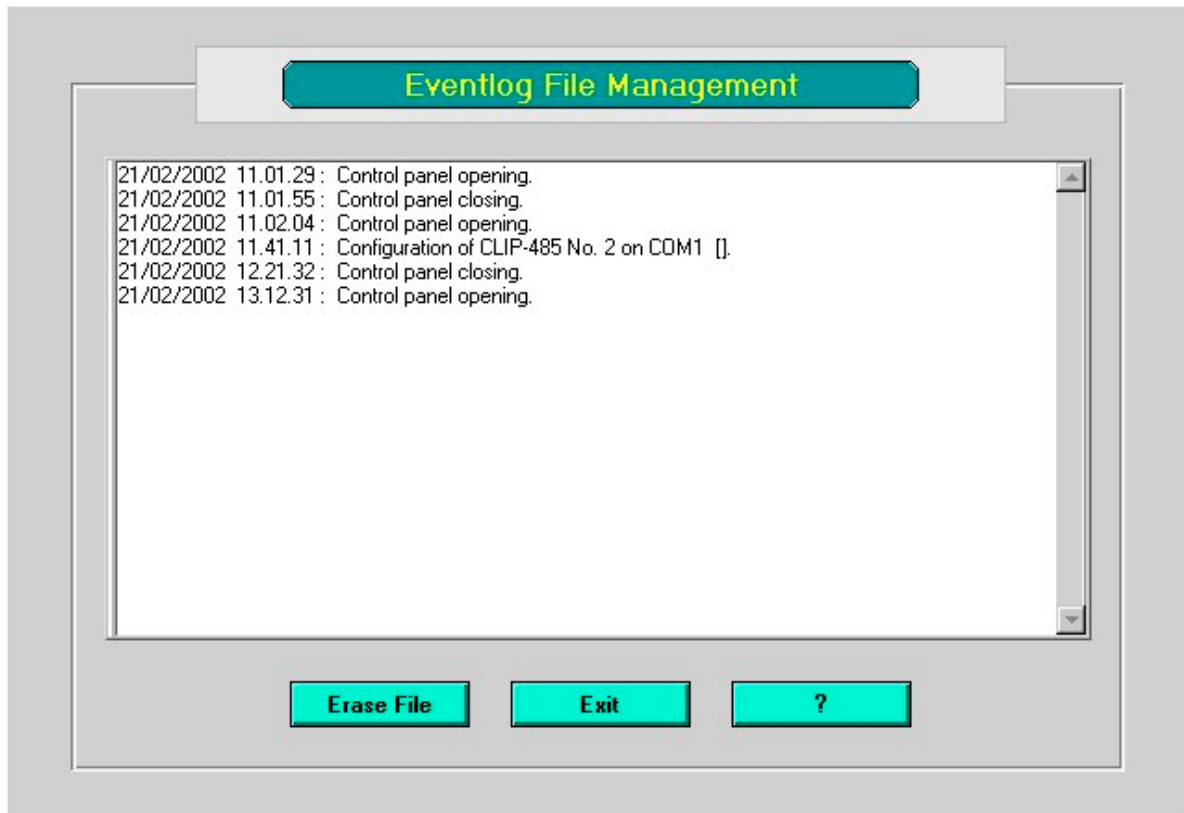 Eventlog File Management
21/02/2002 11.01.29 : Control panel opening.
21/02/2002 11.01.55 : Control panel closing.
21/02/2002 11.02.04 : Control panel opening.
21/02/2002 11.41.11 : Configuration of CLIP-485 No. 2 on COM1 [].
21/02/2002 12.21.32 : Control panel closing.
21/02/2002 13.12.31 : Control panel opening.
Erase File
Exit
?